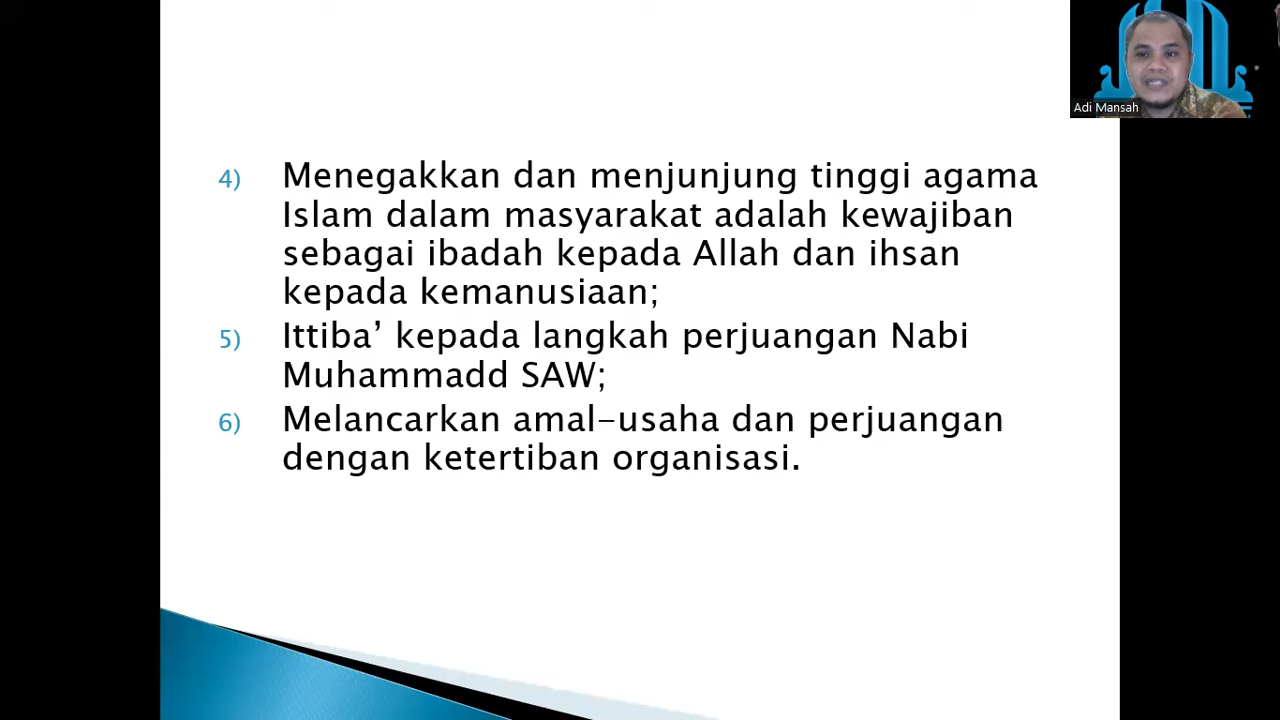 Adi Mansah
4) Menegakkan dan menjunjung tinggi agama
Islam dalam masyarakat adalah kewajiban
sebagai ibadah kepada Allah dan ihsan
kepada kemanusiaan;
5) Ittiba’ kepada langkah perjuangan Nabi
Muhammadd SAW;
6) Melancarkan amal-usaha dan perjuangan
dengan ketertiban organisasi.